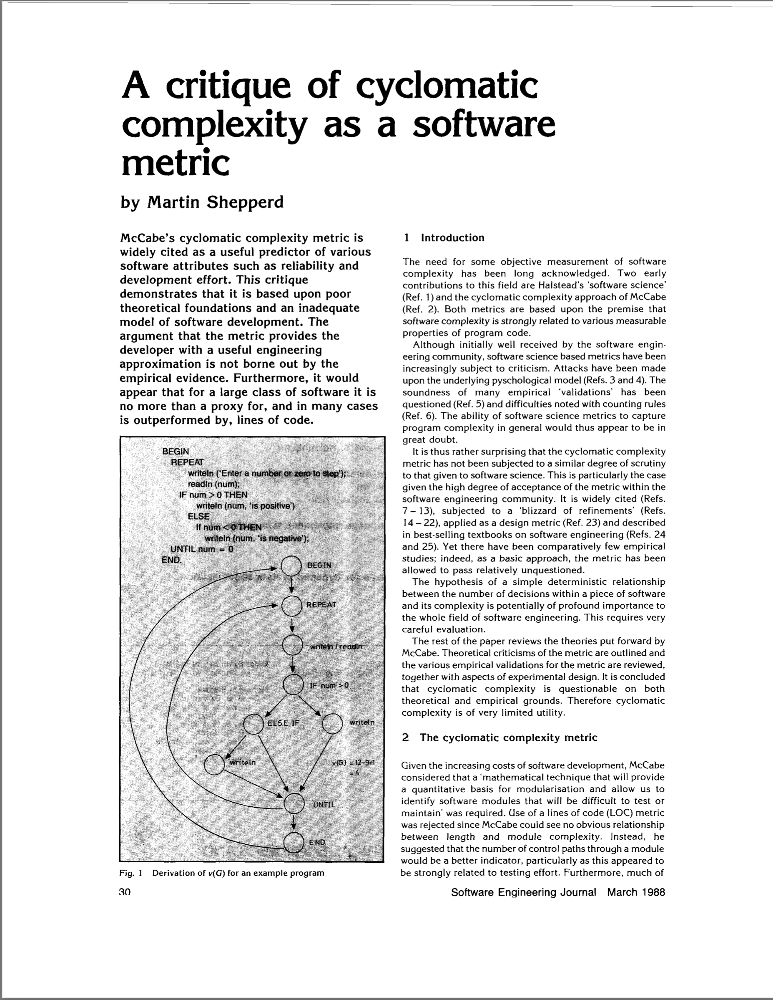 A critique of cyclomatic
complexity as a software
metric
by Martin Shepperd
McCabe's cyclomatic complexity metric is
widely cited as a useful predictor of various
software attributes such as reliability and
development effort. This critique
demonstrates that it is based upon poor
theoretical foundations and an inadequate
model of software development. The
argument that the metric provides the
developer with a useful engineering
approximation is not borne out by the
empirical evidence. Furthermore, it would
appear that for a large class of software it is
no more than a proxy for, and in many cases
is outperformed by, lines of code.
BEGIN
REPEAT
writeln ('Enter a number or zero to stop');
readln (num);
IF num > 0 THEN
writeln (num, 'is positive')
ELSE
If num < 0 THEN
writeln (num, 'is negative');
UNTIL num = 0
END.
BEGIN
REPEAT
writeln / readln
IF num > 0
ELSE IF
writeln
writeln
v(G) = 12-9+1
= 4
UNTIL
END
Fig. 1 Derivation of v(G) for an example program
1 Introduction
The need for some objective measurement of software
complexity has been long acknowledged. Two early
contributions to this field are Halstead's 'software science'
(Ref. 1) and the cyclomatic complexity approach of McCabe
(Ref. 2). Both metrics are based upon the premise that
software complexity is strongly related to various measurable
properties of program code.
Although initially well received by the software engin-
eering community, software science based metrics have been
increasingly subject to criticism. Attacks have been made
upon the underlying pyschological model (Refs. 3 and 4). The
soundness of many empirical 'validations' has been
questioned (Ref. 5) and difficulties noted with counting rules
(Ref. 6). The ability of software science metrics to capture
program complexity in general would thus appear to be in
great doubt.
It is thus rather surprising that the cyclomatic complexity
metric has not been subjected to a similar degree of scrutiny
to that given to software science. This is particularly the case
given the high degree of acceptance of the metric within the
software engineering community. It is widely cited (Refs.
7 – 13), subjected to a 'blizzard of refinements' (Refs.
14 – 22), applied as a design metric (Ref. 23) and described
in best-selling textbooks on software engineering (Refs. 24
and 25). Yet there have been comparatively few empirical
studies; indeed, as a basic approach, the metric has been
allowed to pass relatively unquestioned.
The hypothesis of a simple deterministic relationship
between the number of decisions within a piece of software
and its complexity is potentially of profound importance to
the whole field of software engineering. This requires very
careful evaluation.
The rest of the paper reviews the theories put forward by
McCabe. Theoretical criticisms of the metric are outlined and
the various empirical validations for the metric are reviewed,
together with aspects of experimental design. It is concluded
that cyclomatic complexity is questionable on both
theoretical and empirical grounds. Therefore cyclomatic
complexity is of very limited utility.
2 The cyclomatic complexity metric
Given the increasing costs of software development, McCabe
considered that a 'mathematical technique that will provide
a quantitative basis for modularisation and allow us to
identify software modules that will be difficult to test or
maintain' was required. Use of a lines of code (LOC) metric
was rejected since McCabe could see no obvious relationship
between length and module complexity. Instead, he
suggested that the number of control paths through a module
would be a better indicator, particularly as this appeared to
be strongly related to testing effort. Furthermore, much of
30
Software Engineering Journal March 1988